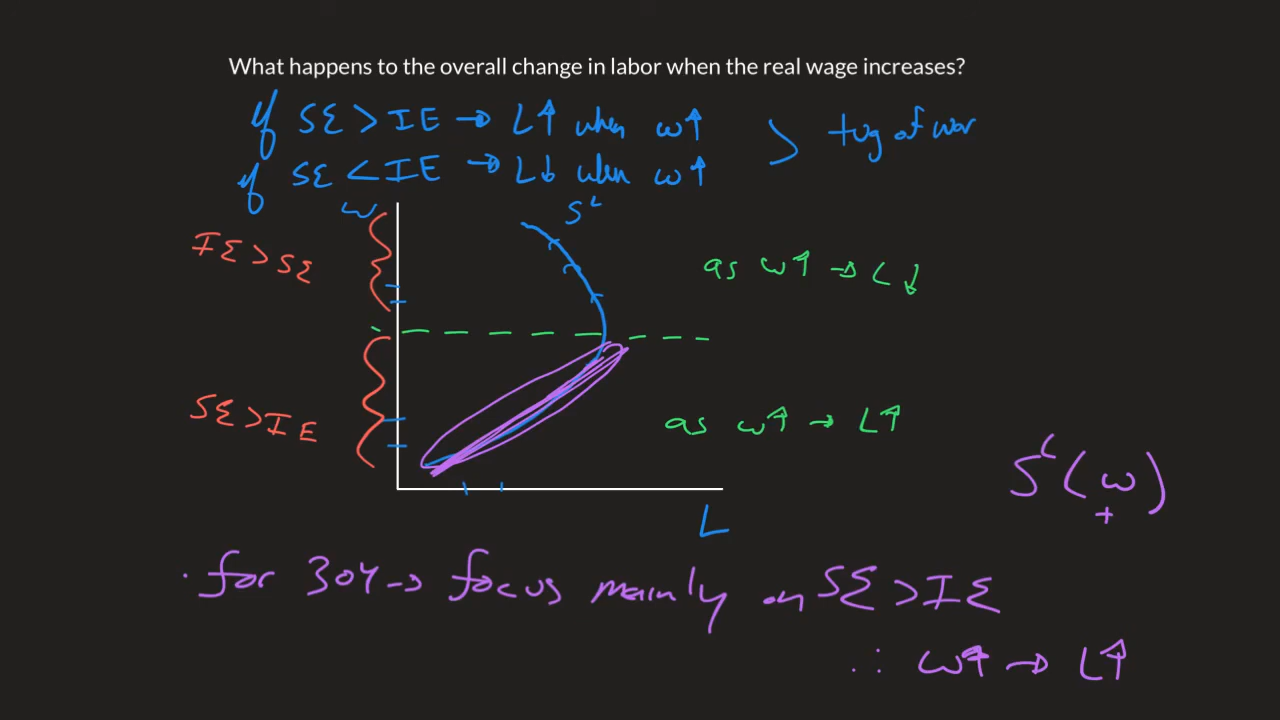 What happens to the overall change in labor when the real wage increases?
if SE > IE → L↑ when w↑
if SE < IE → L↓ when w↑
> tug of war
w
S^L
IE > SE
as w↑ → L↓
SE > IE
as w↑ → L↑
S^L(w)
+
L
· for 304 → focus mainly on SE > IE
∴ w↑ → L↑